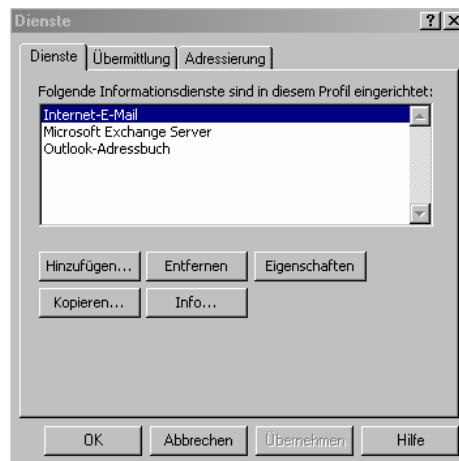 Dienste
Dienste Übermittlung Adressierung
Folgende Informationsdienste sind in diesem Profil eingerichtet:
Internet-E-Mail
Microsoft Exchange Server
Outlook-Adressbuch
Hinzufügen... Entfernen Eigenschaften
Kopieren... Info...
OK Abbrechen Übernehmen Hilfe